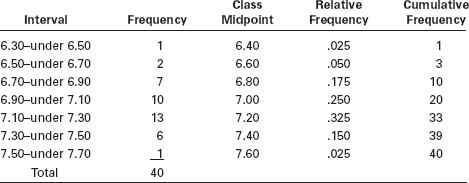 Class Relative Cumulative
Interval Frequency Midpoint Frequency Frequency
6.30–under 6.50 1 6.40 .025 1
6.50–under 6.70 2 6.60 .050 3
6.70–under 6.90 7 6.80 .175 10
6.90–under 7.10 10 7.00 .250 20
7.10–under 7.30 13 7.20 .325 33
7.30–under 7.50 6 7.40 .150 39
7.50–under 7.70 1 7.60 .025 40
Total 40